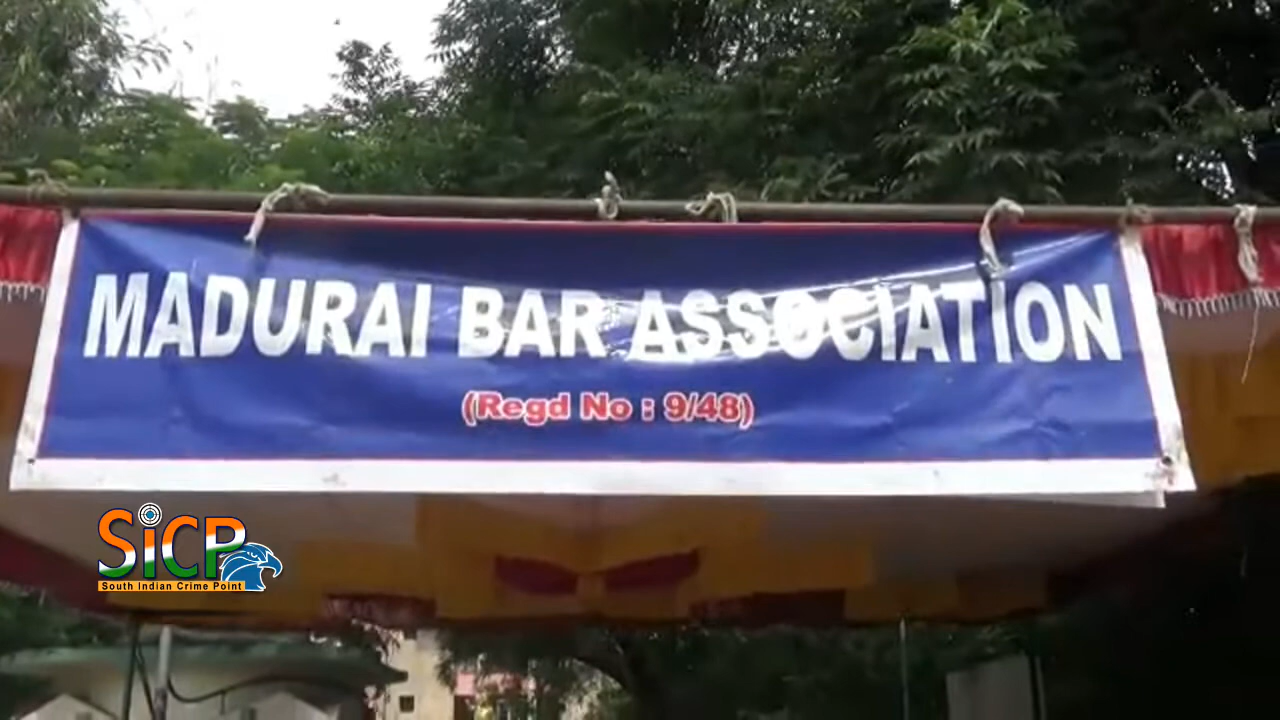 MADURAI BAR ASSOCIATION
(Regd No : 9/48)
SiCP
South Indian Crime Point